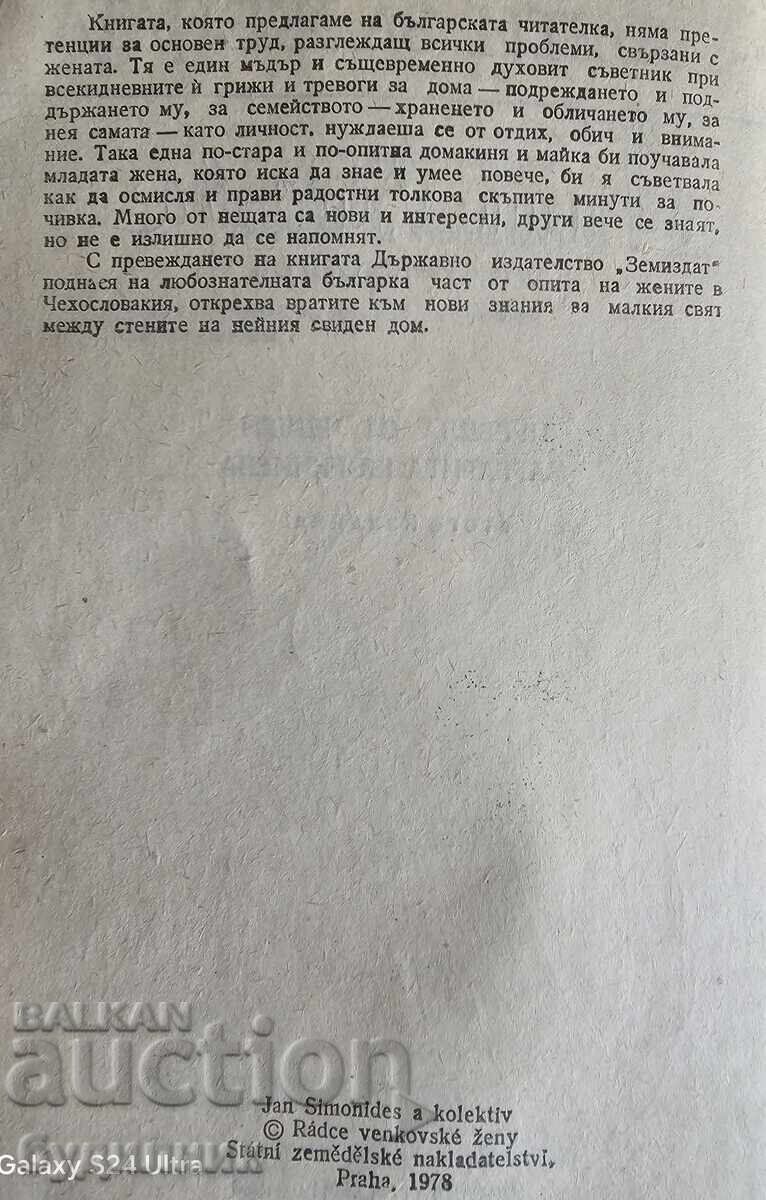 Книгата, която предлагаме на българската читателка, няма пре-
тенции за основен труд, разглеждащ всички проблеми, свързани с
жената. Тя е един мъдър и същевременно духовит съветник при
всекидневните ѝ грижи и тревоги за дома — подреждането и под-
държането му, за семейството — храненето и обличането му, за
нея самата — като личност, нуждаеща се от отдих, обич и внима-
ние. Така една по-стара и по-опитна домакиня и майка би поучавала
младата жена, която иска да знае и умее повече, би я съветвала
как да осмисля и прави радостни толкова скъпите минути за по-
чивка. Много от нещата са нови и интересни, други вече се знаят,
но не е излишно да се напомнят.
С превеждането на книгата Държавно издателство „Земиздат“
поднася на любознателната българка част от опита на жените в
Чехословакия, открехва вратите към нови знания за малкия свят
между стените на нейния свиден дом.
BALKAN
auction
Jan Simonides a kolektiv
© Rádce venkovské ženy
Státní zemědělské nakladatelství,
Praha, 1978
Galaxy S24 Ultra